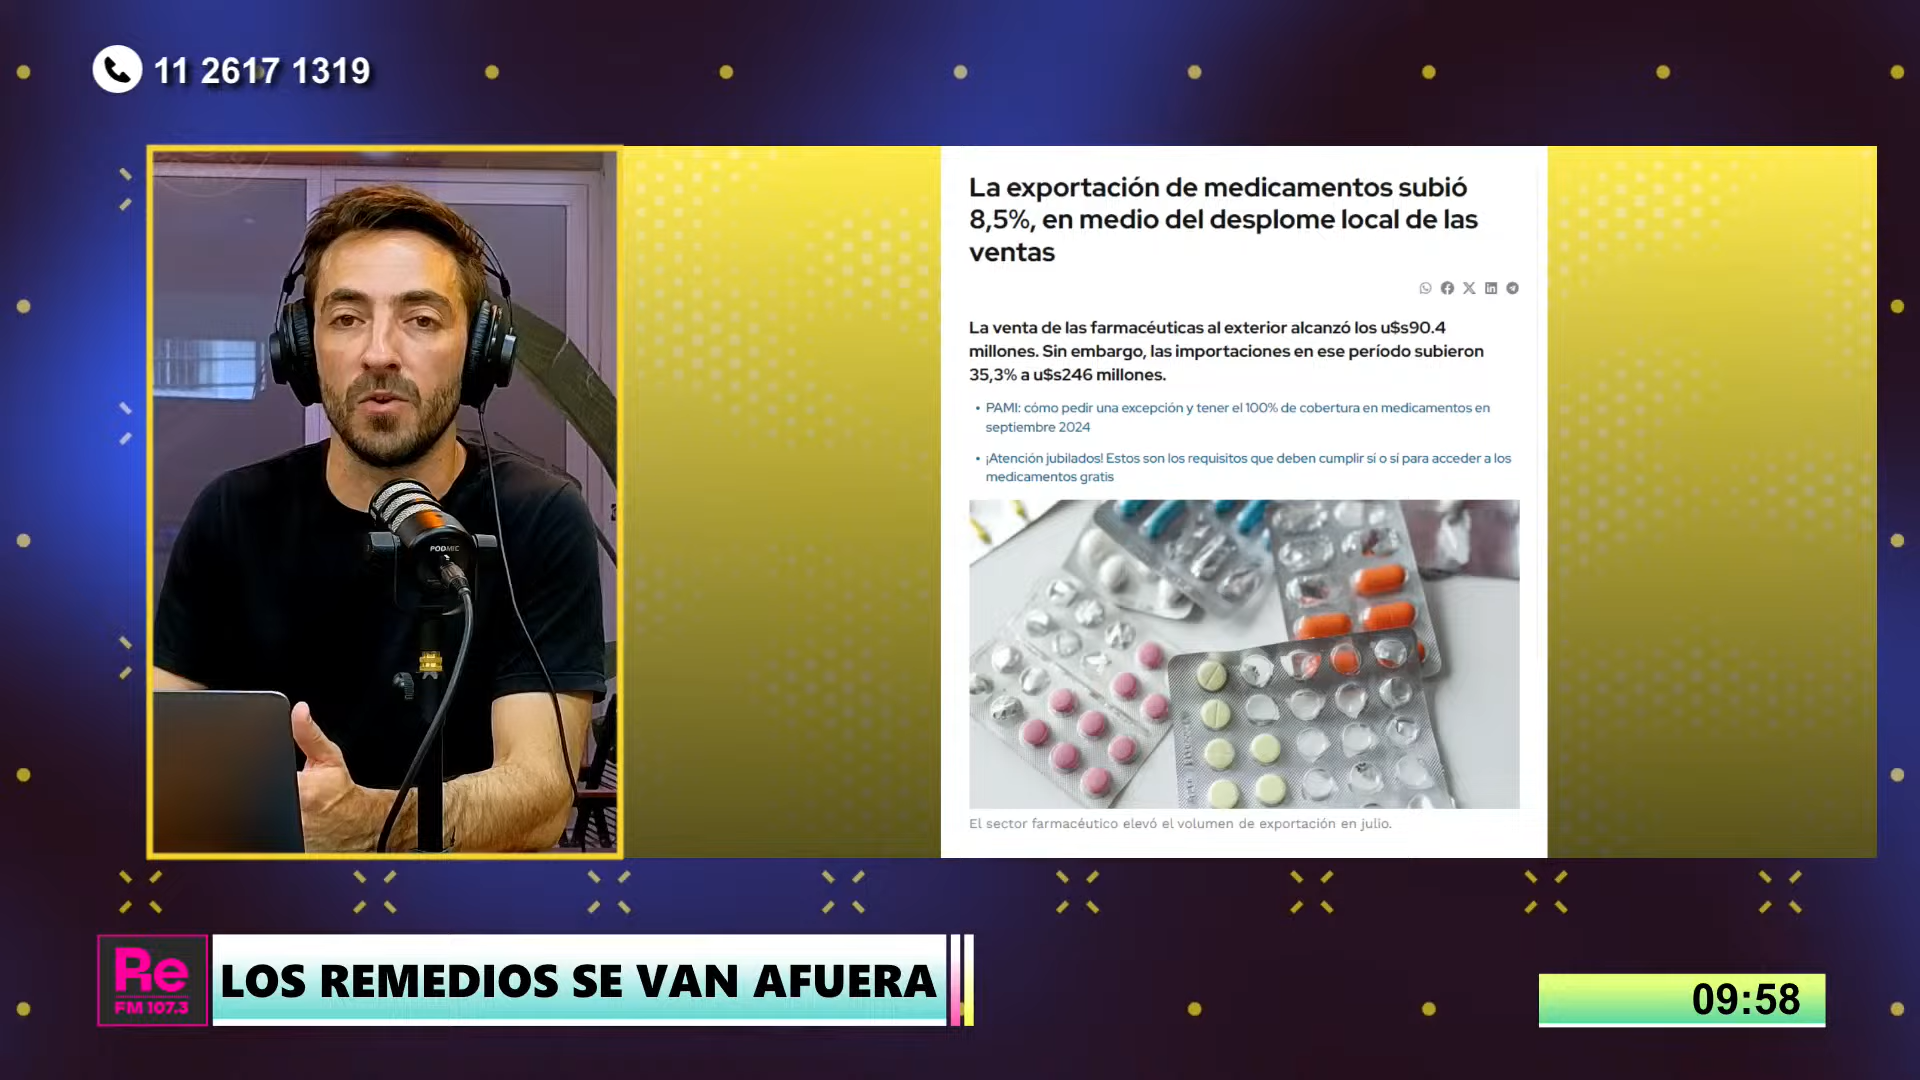 11 2617 1319
La exportación de medicamentos subió
8,5%, en medio del desplome local de las
ventas
La venta de las farmacéuticas al exterior alcanzó los u$s90.4
millones. Sin embargo, las importaciones en ese período subieron
35,3% a u$s246 millones.
• PAMI: cómo pedir una excepción y tener el 100% de cobertura en medicamentos en
septiembre 2024
• ¡Atención jubilados! Estos son los requisitos que deben cumplir sí o sí para acceder a los
medicamentos gratis
El sector farmacéutico elevó el volumen de exportación en julio.
PODMIC
Re
FM 107.3
LOS REMEDIOS SE VAN AFUERA
09:58